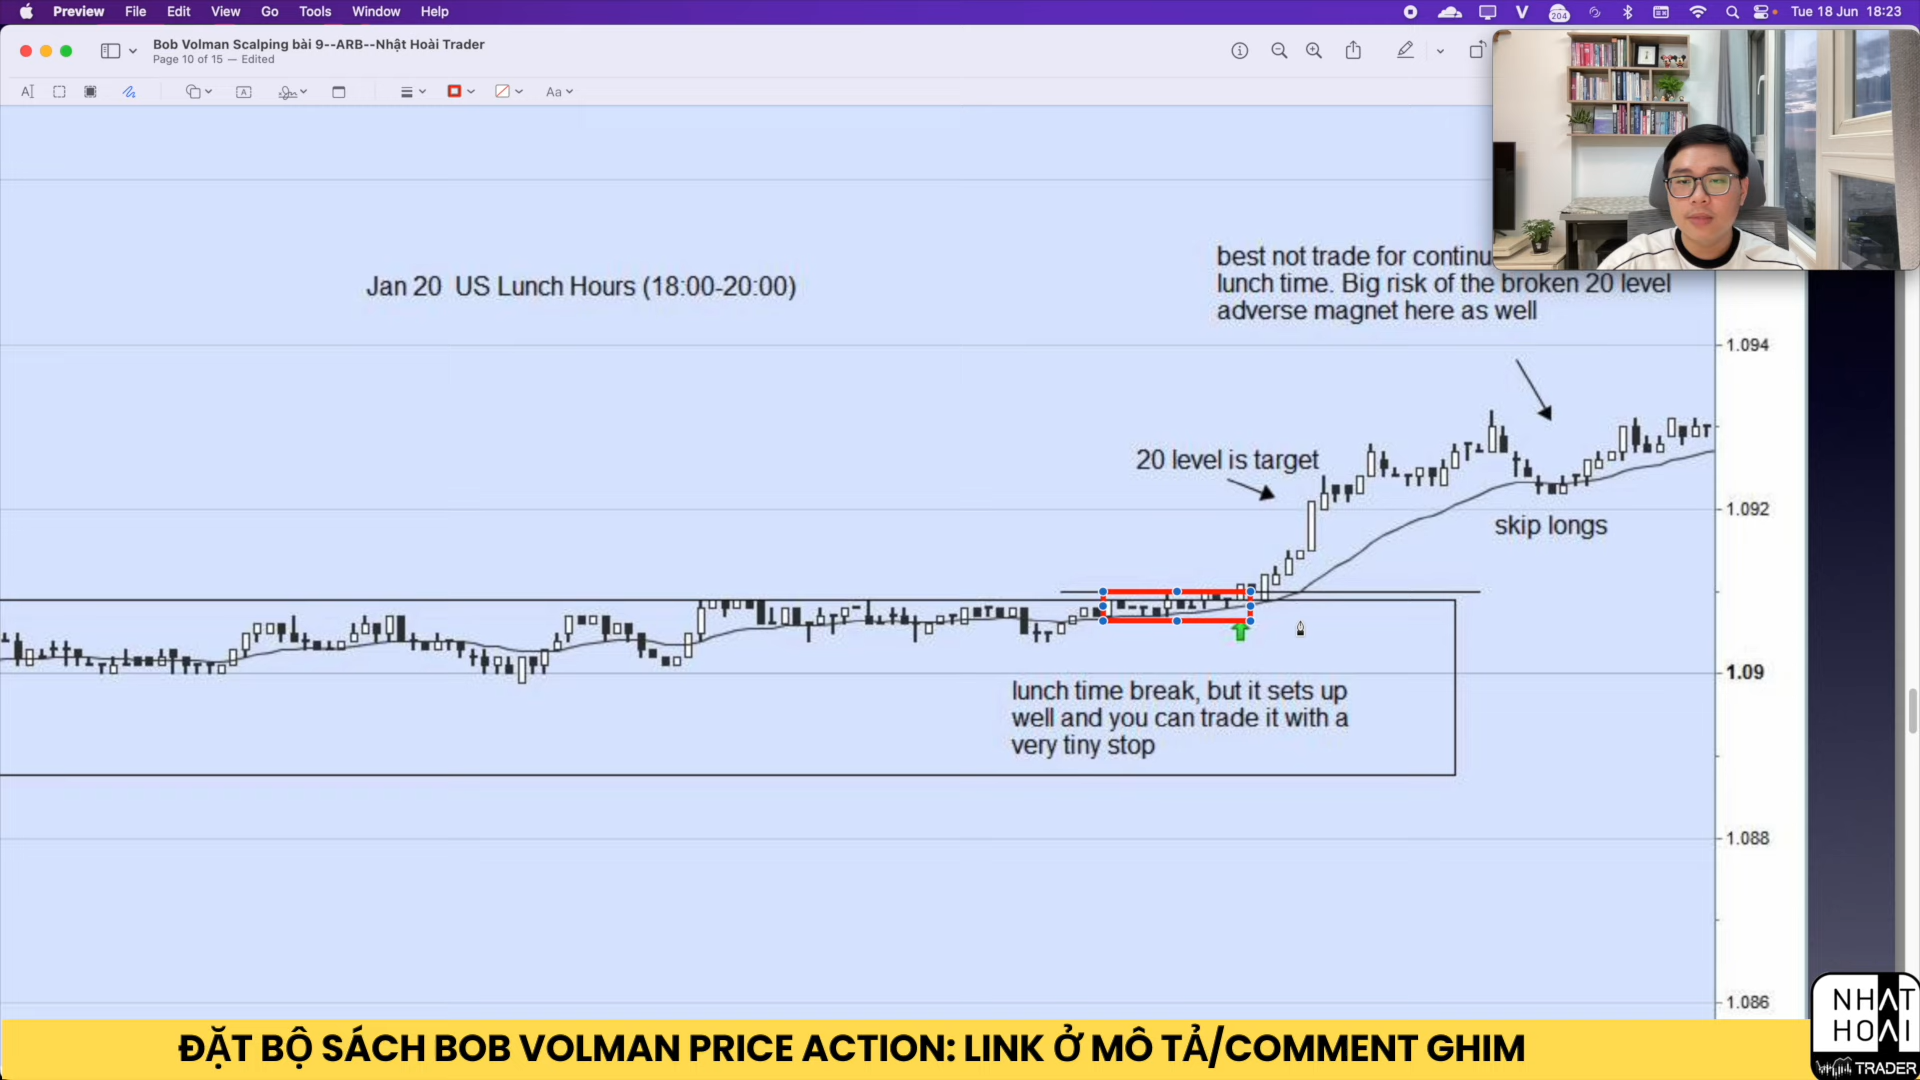 Preview File Edit View Go Tools Window Help
204
Tue 18 Jun 18:23
Bob Volman Scalping bài 9--ARB--Nhật Hoài Trader
Page 10 of 15 — Edited
Aa
best not trade for continu
Jan 20 US Lunch Hours (18:00-20:00)
lunch time. Big risk of the broken 20 level
adverse magnet here as well
1.094
20 level is target
1.092
skip longs
1.09
lunch time break, but it sets up
well and you can trade it with a
very tiny stop
1.088
1.086
ĐẶT BỘ SÁCH BOB VOLMAN PRICE ACTION: LINK Ở MÔ TẢ/COMMENT GHIM
NHAT
HOAI
TRADER